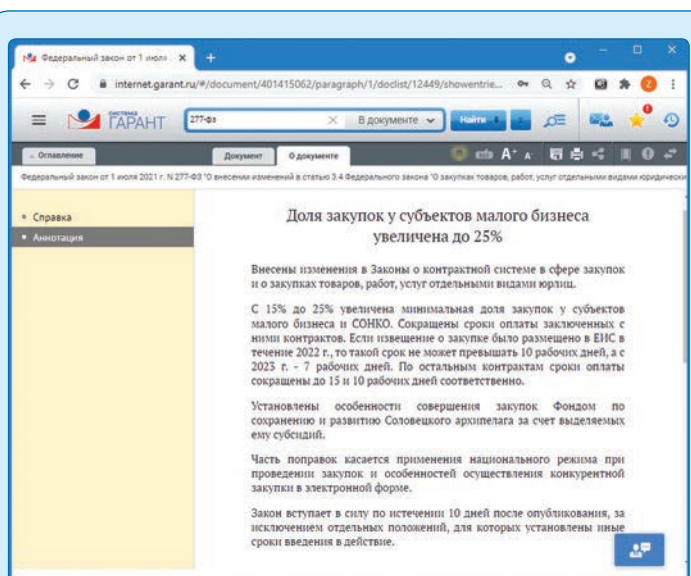 Федеральный закон от 1 июля
internet.garant.ru/#/document/401415062/paragraph/1/doclist/12449/showentrie...
СИСТЕМА
ГАРАНТ
277-фз
В документе
Найти
Оглавление
Документ
О документе
Федеральный закон от 1 июля 2021 г. N 277-ФЗ "О внесении изменений в статью 3.4 Федерального закона "О закупках товаров, работ, услуг отдельными видами юридически
Справка
Аннотация
Доля закупок у субъектов малого бизнеса
увеличена до 25%
Внесены изменения в Законы о контрактной системе в сфере закупок
и о закупках товаров, работ, услуг отдельными видами юрлиц.
С 15% до 25% увеличена минимальная доля закупок у субъектов
малого бизнеса и СОНКО. Сокращены сроки оплаты заключенных с
ними контрактов. Если извещение о закупке было размещено в ЕИС в
течение 2022 г., то такой срок не может превышать 10 рабочих дней, а с
2023 г. - 7 рабочих дней. По остальным контрактам сроки оплаты
сокращены до 15 и 10 рабочих дней соответственно.
Установлены особенности совершения закупок Фондом по
сохранению и развитию Соловецкого архипелага за счет выделяемых
ему субсидий.
Часть поправок касается применения национального режима при
проведении закупок и особенностей осуществления конкурентной
закупки в электронной форме.
Закон вступает в силу по истечении 10 дней после опубликования, за
исключением отдельных положений, для которых установлены иные
сроки введения в действие.